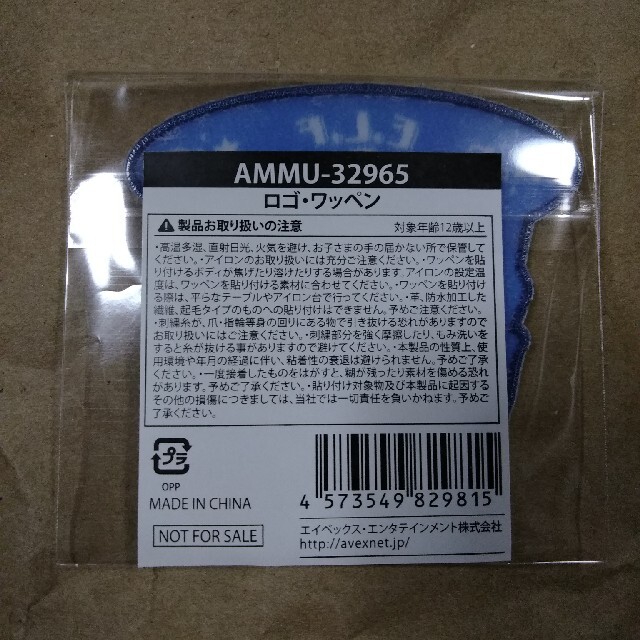 AMMU-32965
ロゴ・ワッペン
製品お取り扱いの注意 対象年齢12歳以上
・高温多湿、直射日光、火気を避け、お子さまの手の届かない所で保管して
ください。・アイロンのお取り扱いには充分ご注意ください。・ワッペンを貼
り付けるボディが焦げたり溶けたりする場合があります。アイロンの設定温
度は、ワッペンを貼り付ける素材に合わせてください。・ワッペンを貼り付け
る際は、平らなテーブルやアイロン台で行ってください。・革、防水加工した
繊維、起毛タイプのものへの貼り付けはできません。予めご注意ください。
・刺繍糸が、爪・指輪等身の回りにある物で引き抜ける恐れがありますので
お取り扱いにはご注意ください。・刺繍部分を強く摩擦したり、もみ洗いを
すると糸が抜ける事がありますので避けてください。・本製品の性質上、使
用環境や年月の経過に伴い、粘着性の衰退は避けられません。予めご了承く
ださい。・一度接着したものをはがすと、糊が残ったり素材を傷める恐れ
があります。予めご了承ください。・貼り付け対象物及び本製品に起因する
その他の損傷につきましては、当社では一切責任を負いかねます。予めご
了承ください。
プラ
OPP
MADE IN CHINA
NOT FOR SALE
4 573549 829815
エイベックス・エンタテインメント株式会社
http://avexnet.jp/